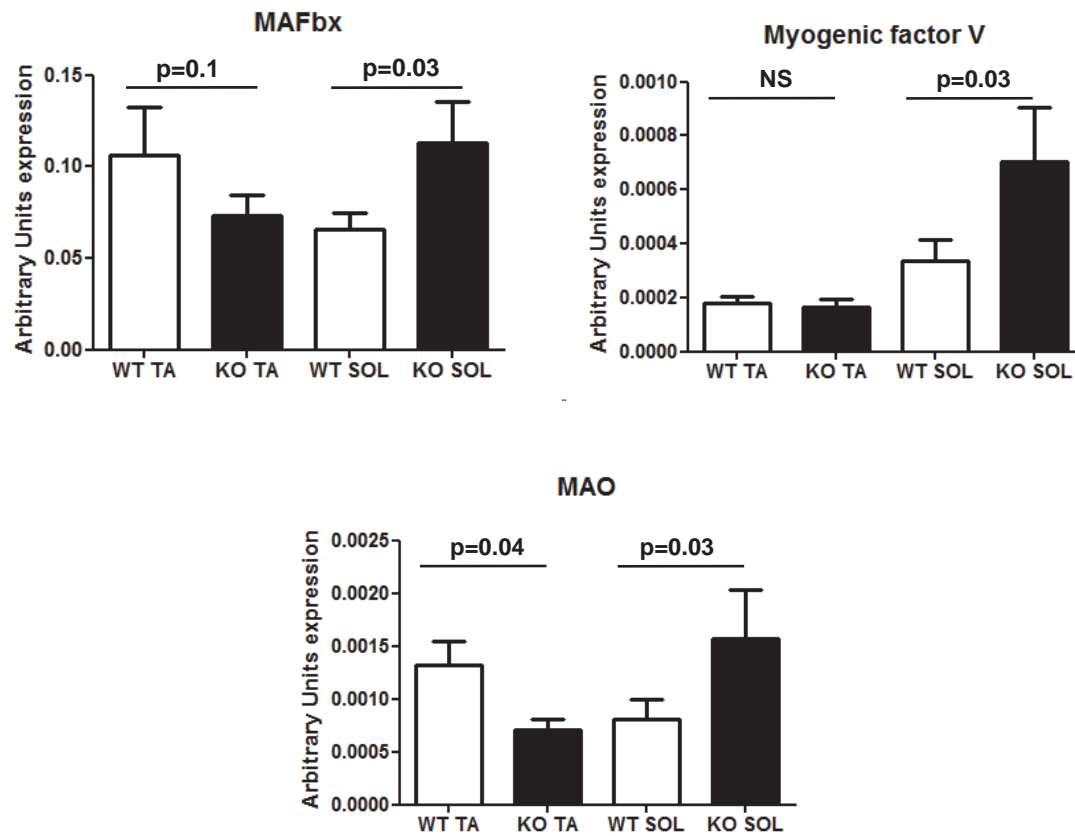 MAFbx
Arbitrary Units expression
0.15
0.10
0.05
0.00
p=0.1
p=0.03
WT TA
KO TA
WT SOL
KO SOL
Myogenic factor V
Arbitrary Units expression
0.0010
0.0008
0.0006
0.0004
0.0002
0.0000
NS
p=0.03
WT TA
KO TA
WT SOL
KO SOL
MAO
Arbitrary Units expression
0.0025
0.0020
0.0015
0.0010
0.0005
0.0000
p=0.04
p=0.03
WT TA
KO TA
WT SOL
KO SOL